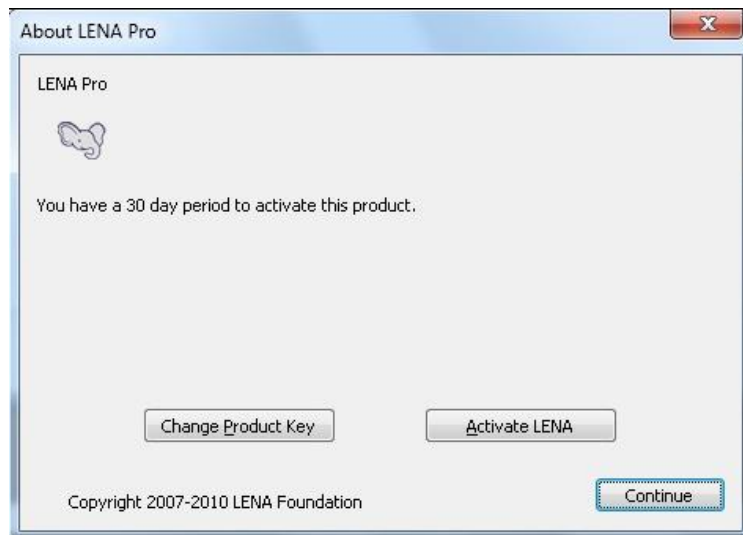 About LENA Pro
LENA Pro
You have a 30 day period to activate this product.
Change Product Key
Activate LENA
Copyright 2007-2010 LENA Foundation
Continue